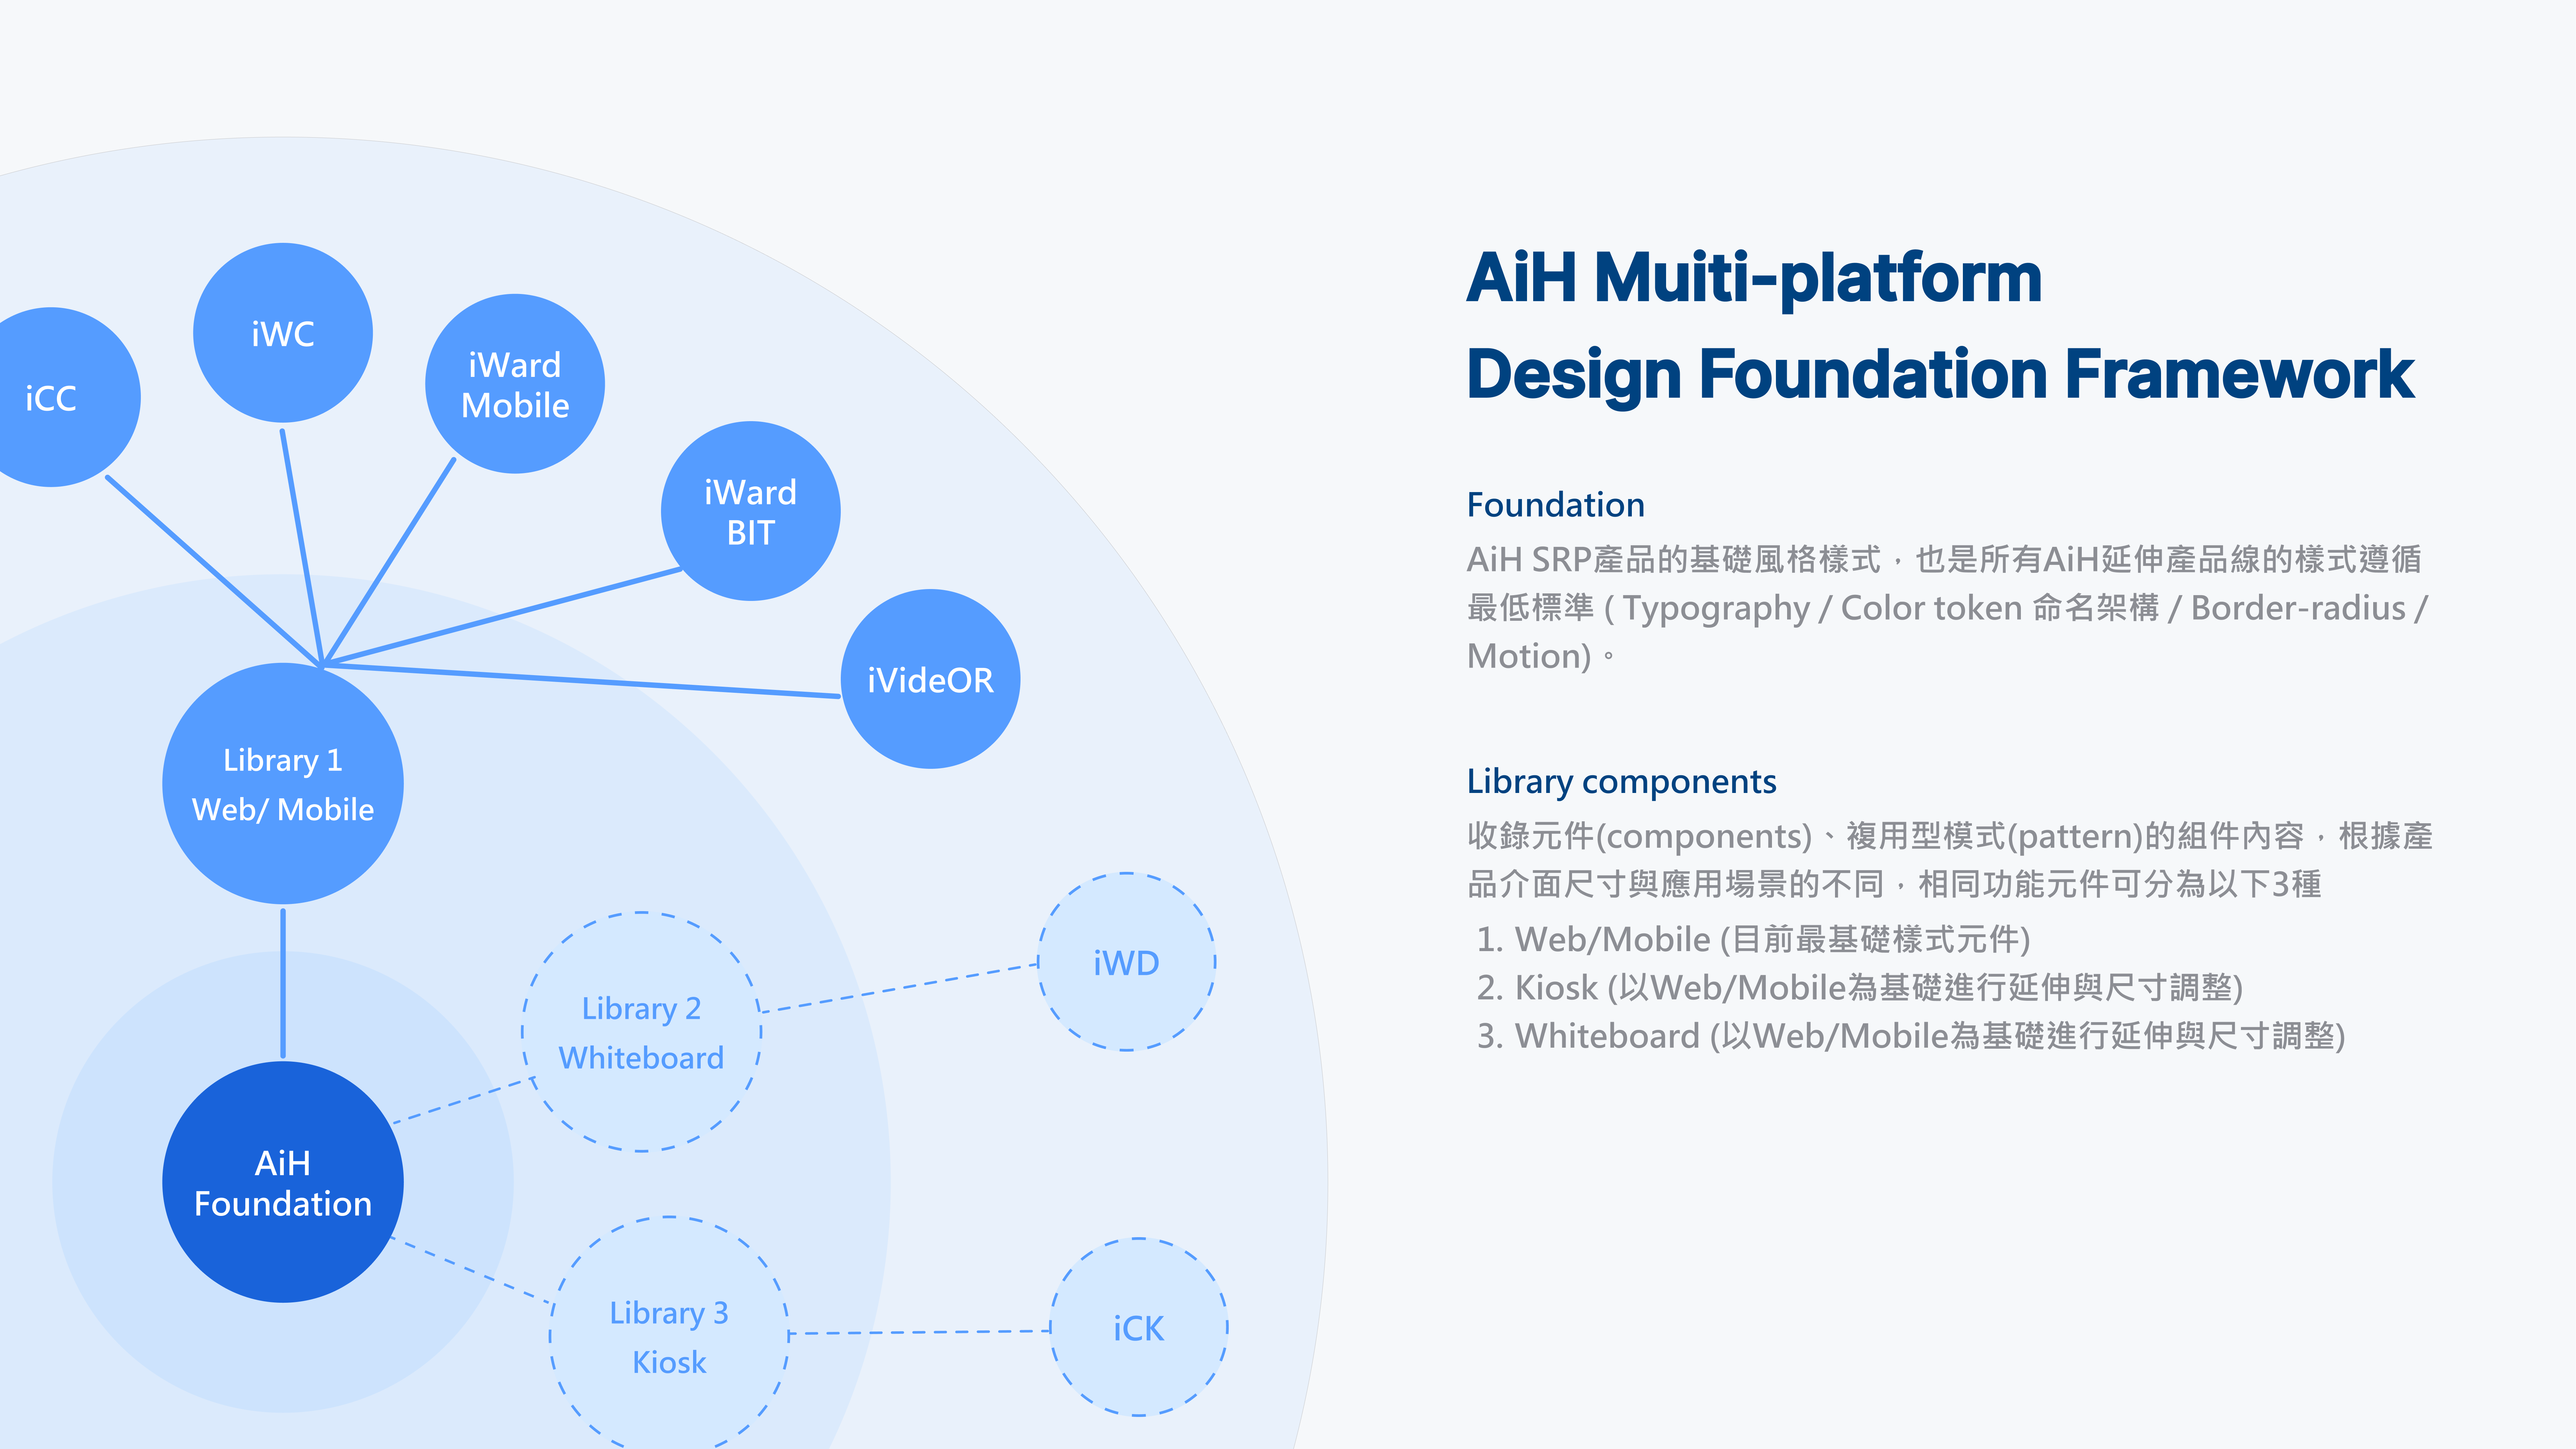 AiH Muiti-platform
Design Foundation Framework
Foundation
AiH SRP產品的基礎風格樣式，也是所有AiH延伸產品線的樣式遵循
最低標準 ( Typography / Color token 命名架構 / Border-radius /
Motion)。
Library components
收錄元件(components)、複用型模式(pattern)的組件內容，根據產
品介面尺寸與應用場景的不同，相同功能元件可分為以下3種
1. Web/Mobile (目前最基礎樣式元件)
2. Kiosk (以Web/Mobile為基礎進行延伸與尺寸調整)
3. Whiteboard (以Web/Mobile為基礎進行延伸與尺寸調整)
iCC
iWC
iWard
Mobile
iWard
BIT
iVideOR
Library 1
Web/ Mobile
Library 2
Whiteboard
iWD
AiH
Foundation
Library 3
Kiosk
iCK